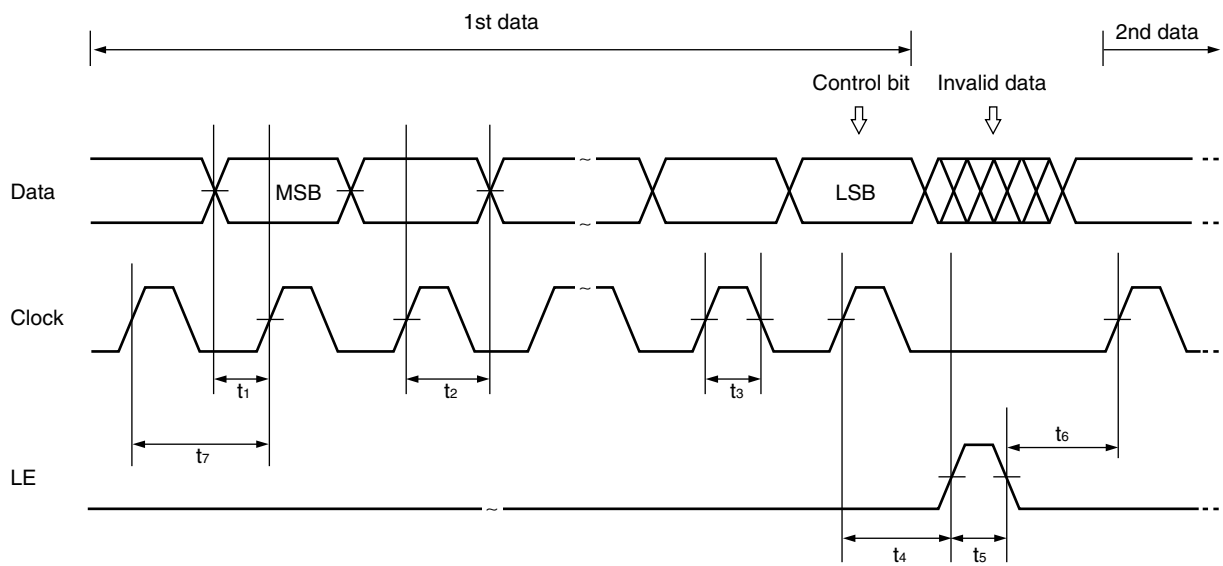 1st data
2nd data
Control bit
Invalid data
Data
MSB
LSB
Clock
t1
t2
t3
t7
t6
LE
t4
t5